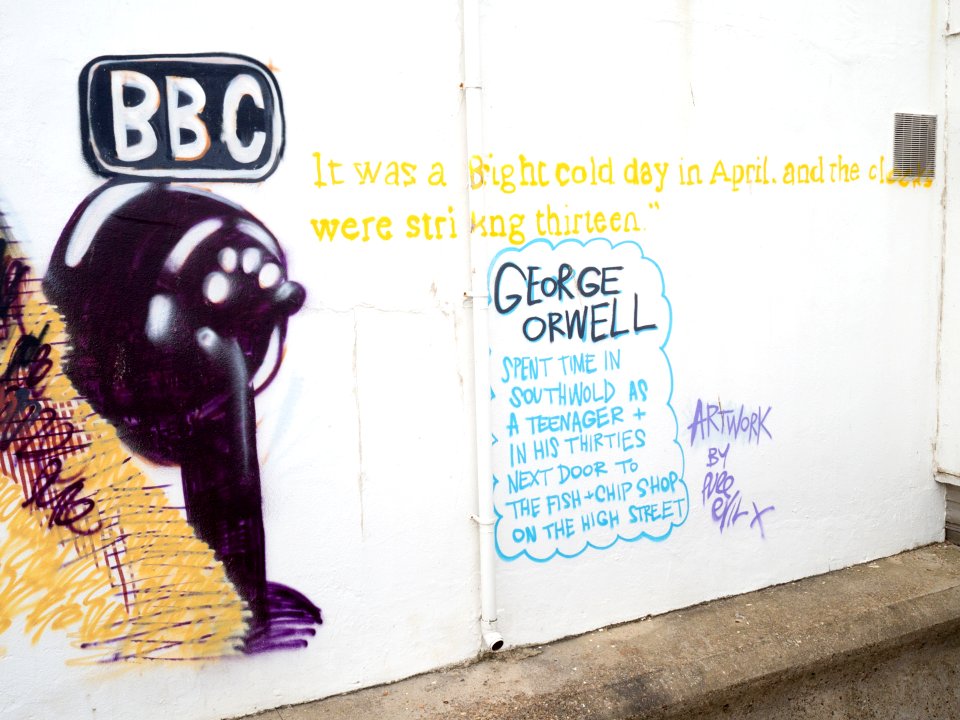 BBC
It was a Bright cold day in April. and the clocks
were striking thirteen."
GEORGE
ORWELL
SPENT TIME IN
SOUTHWOLD AS
A TEENAGER +
IN HIS THIRTIES
NEXT DOOR TO
THE FISH + CHIP SHOP
ON THE HIGH STREET
ARTWORK
BY
PURE
EVIL X